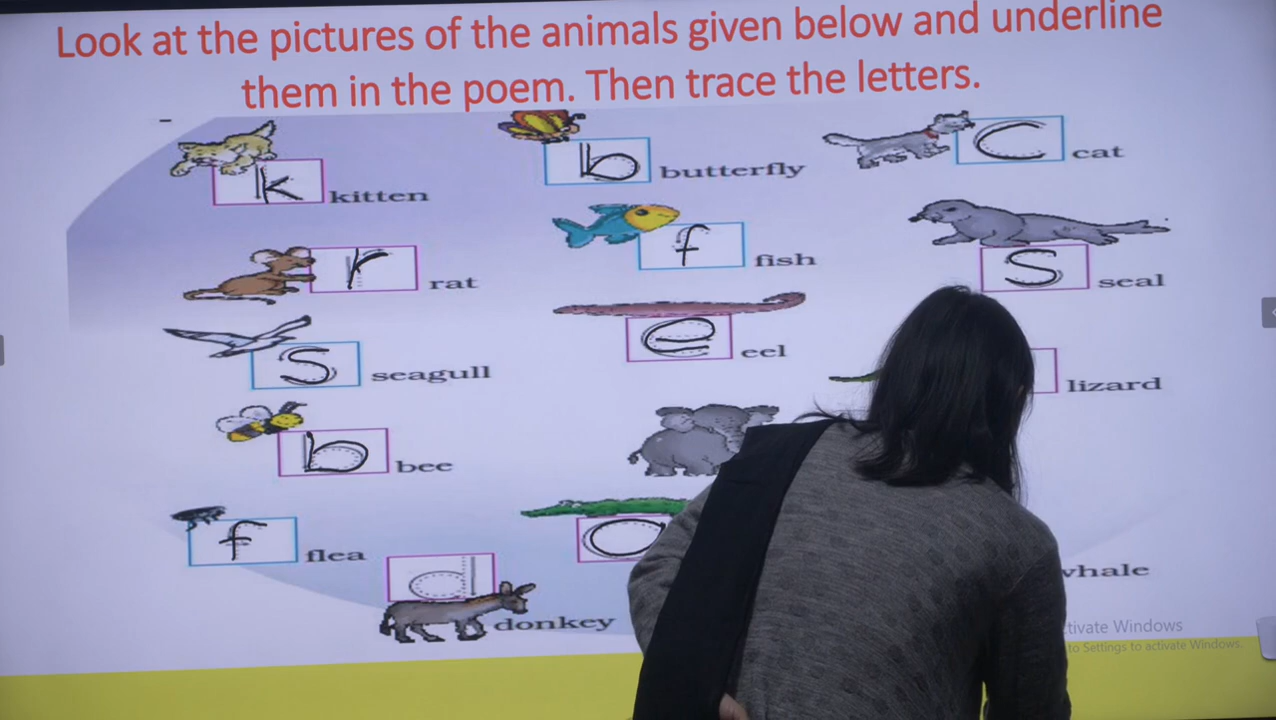 Look at the pictures of the animals given below and underline
them in the poem. Then trace the letters.
k kitten
b butterfly
C cat
r rat
f fish
S seal
S seagull
e eel
lizard
b bee
f flea
d donkey
whale
ctivate Windows
to Settings to activate Windows.